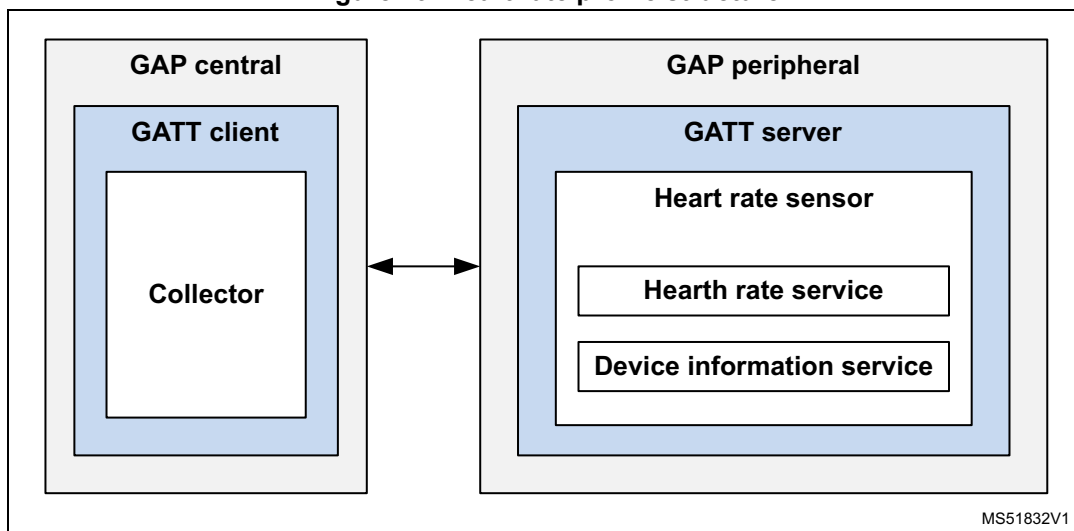 GAP central
GAP peripheral
GATT client
GATT server
Heart rate sensor
Collector
Hearth rate service
Device information service
MS51832V1